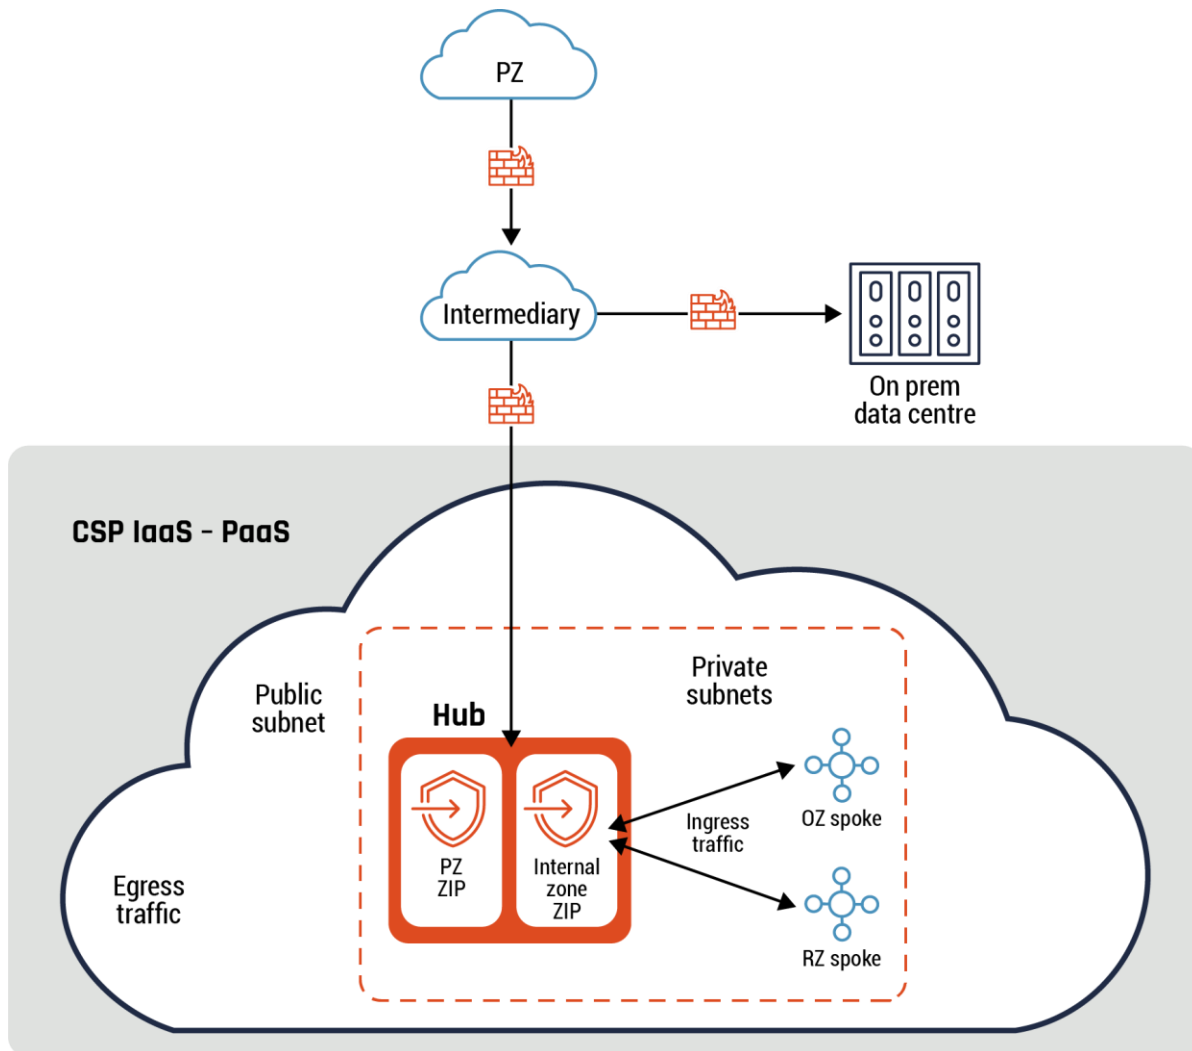 PZ
Intermediary
On prem
data centre
CSP IaaS - PaaS
Private
subnets
Public
subnet
Hub
PZ
ZIP
Internal
zone
ZIP
Ingress
traffic
OZ spoke
RZ spoke
Egress
traffic